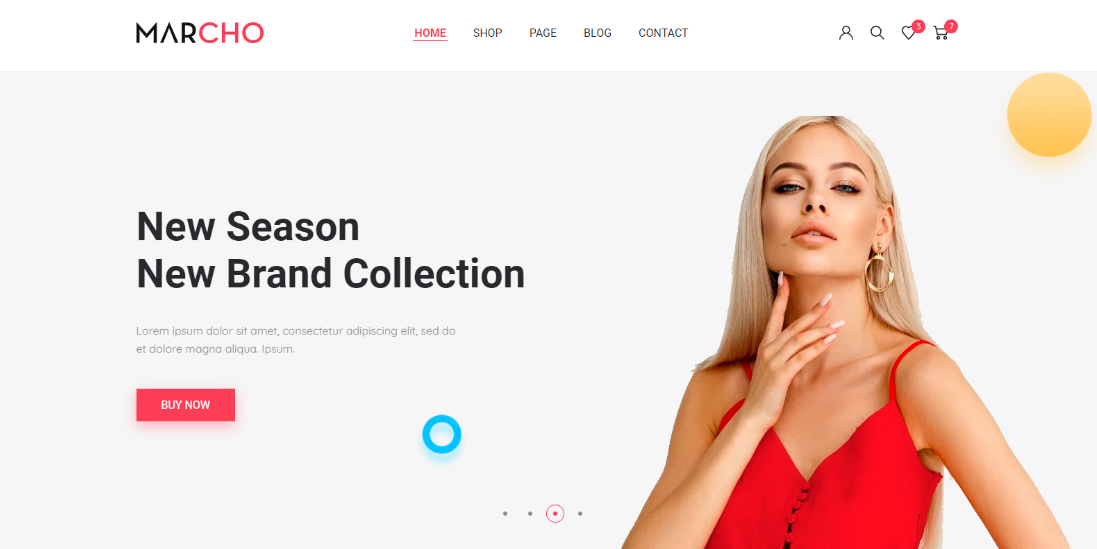 MARCHO
HOME SHOP PAGE BLOG CONTACT
3 7
New Season
New Brand Collection
Lorem ipsum dolor sit amet, consectetur adipiscing elit, sed do
et dolore magna aliqua. Ipsum.
BUY NOW